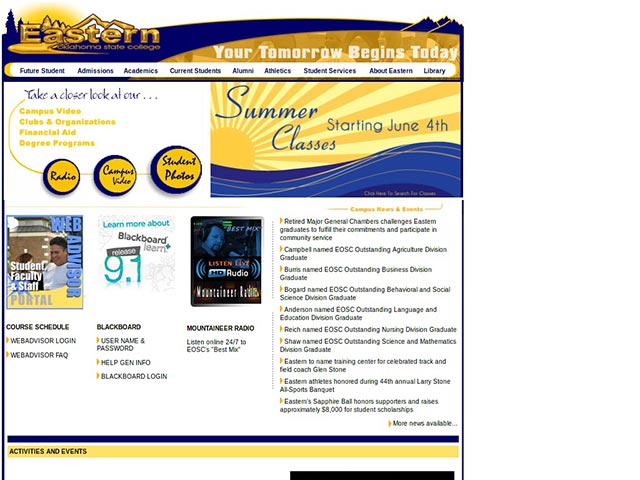 Eastern
oklahoma state college
Your Tomorrow Begins Today
Future Student Admissions Academics Current Students Alumni Athletics Student Services About Eastern Library
Take a closer look at our . . .
Campus Video
Clubs & Organizations
Financial Aid
Degree Programs
Radio
Campus
Video
Student
Photos
Summer
Classes
Starting June 4th
Click Here To Search For Classes
WEB
ADVISOR
Student,
Faculty
& Staff
PORTAL
Learn more about
Blackboard
learn+
release
9.1
"BEST MIX"
LISTEN LIVE
HD Radio
Mountaineer Radio
COURSE SCHEDULE
WEBADVISOR LOGIN
WEBADVISOR FAQ
BLACKBOARD
USER NAME &
PASSWORD
HELP GEN INFO
BLACKBOARD LOGIN
MOUNTAINEER RADIO
Listen online 24/7 to
EOSC's "Best Mix"
Campus News & Events
Retired Major General Chambers challenges Eastern
graduates to fulfill their commitments and participate in
community service
Campbell named EOSC Outstanding Agriculture Division
Graduate
Burris named EOSC Outstanding Business Division
Graduate
Bogard named EOSC Outstanding Behavioral and Social
Science Division Graduate
Anderson named EOSC Outstanding Language and
Education Division Graduate
Reich named EOSC Outstanding Nursing Division Graduate
Shaw named EOSC Outstanding Science and Mathematics
Division Graduate
Eastern to name training center for celebrated track and
field coach Glen Stone
Eastern athletes honored during 44th annual Larry Stone
All-Sports Banquet
Eastern's Sapphire Ball honors supporters and raises
approximately $8,000 for student scholarships
More news available...
ACTIVITIES AND EVENTS